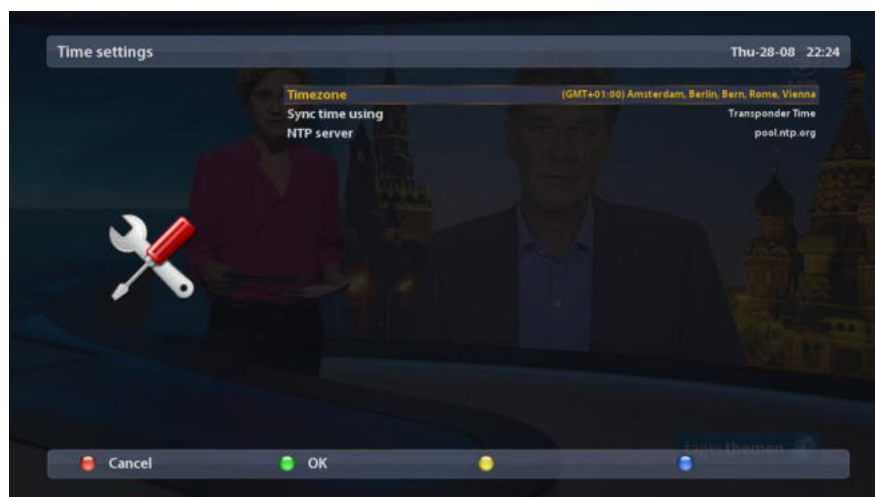 Time settings
Thu-28-08 22:24
Timezone (GMT+01:00) Amsterdam, Berlin, Bern, Rome, Vienna
Sync time using Transponder Time
NTP server pool.ntp.org
tagesthemen
Cancel OK